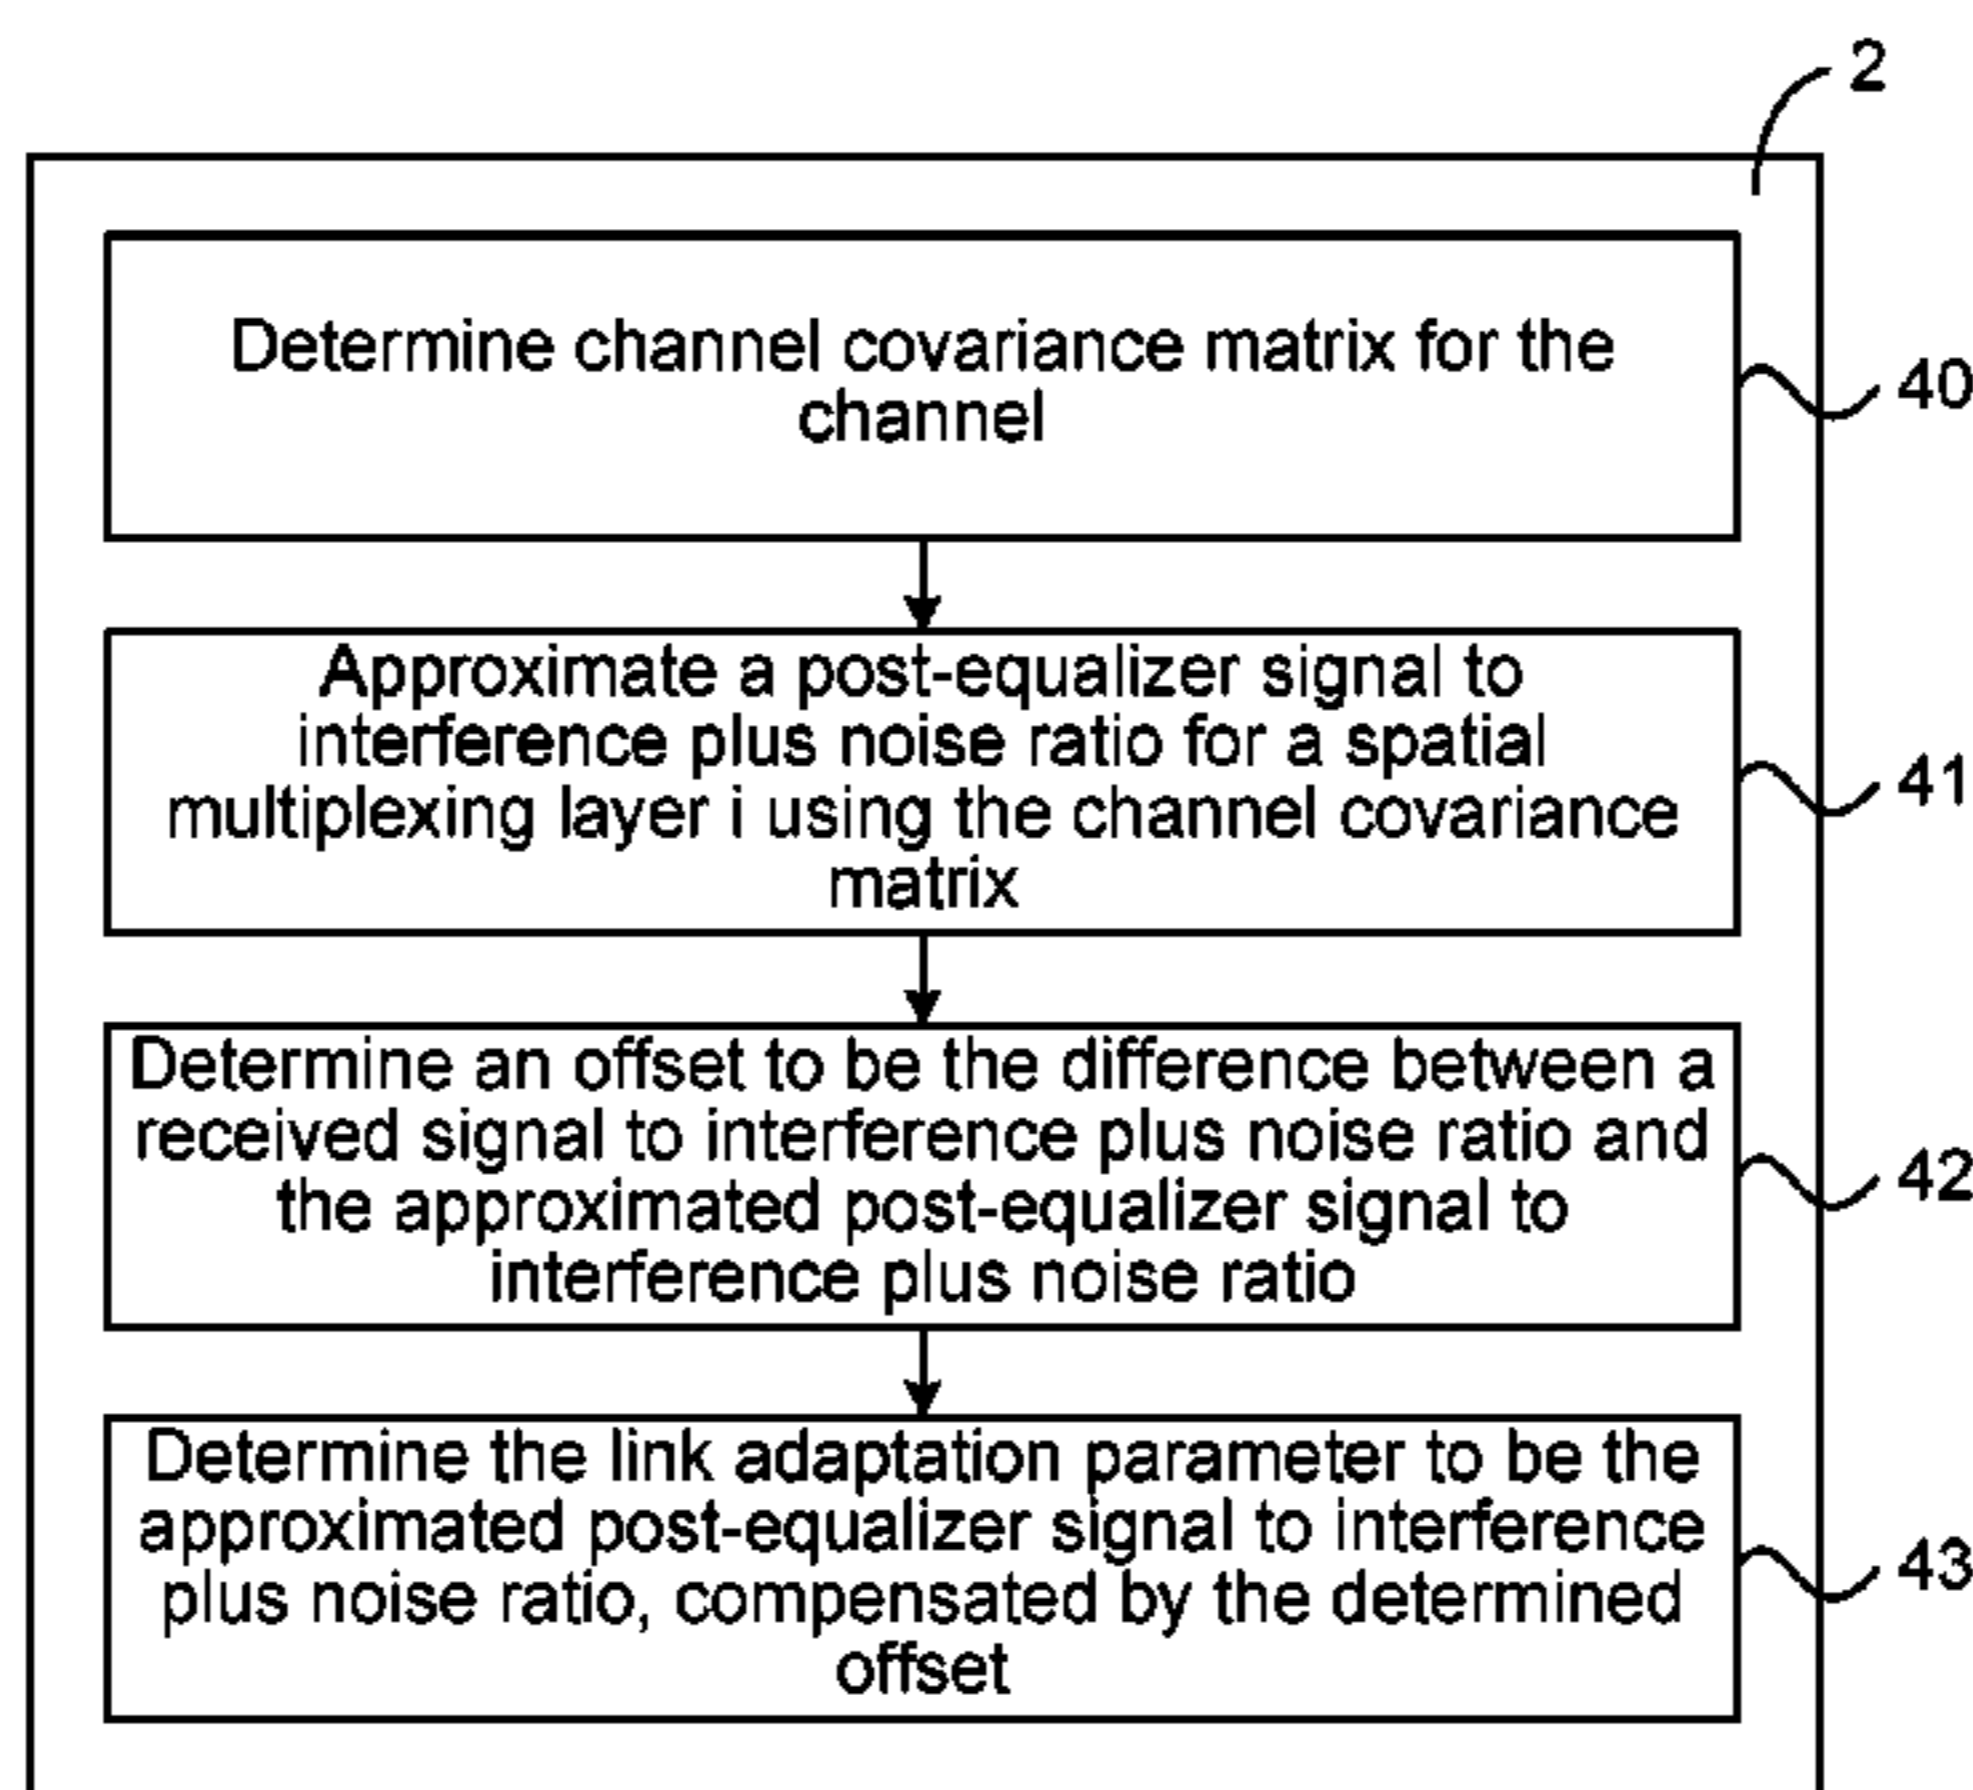 2
Determine channel covariance matrix for the
channel
40
Approximate a post-equalizer signal to
interference plus noise ratio for a spatial
multiplexing layer i using the channel covariance
matrix
41
Determine an offset to be the difference between a
received signal to interference plus noise ratio and
the approximated post-equalizer signal to
interference plus noise ratio
42
Determine the link adaptation parameter to be the
approximated post-equalizer signal to interference
plus noise ratio, compensated by the determined
offset
43